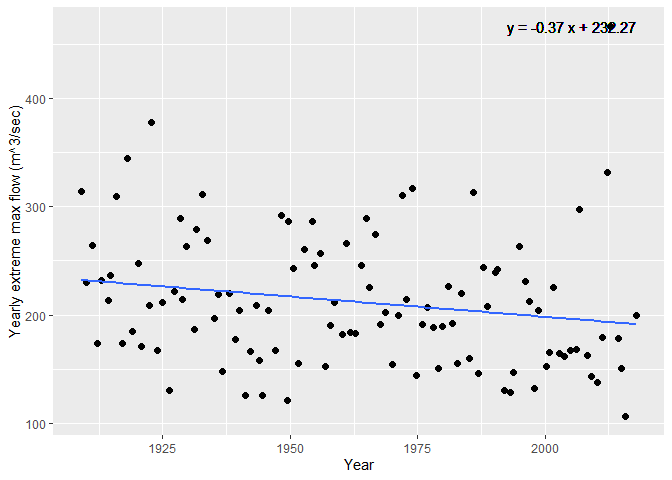 y = -0.37 x + 232.27
Yearly extreme max flow (m^3/sec)
400
300
200
100
1925
1950
1975
2000
Year